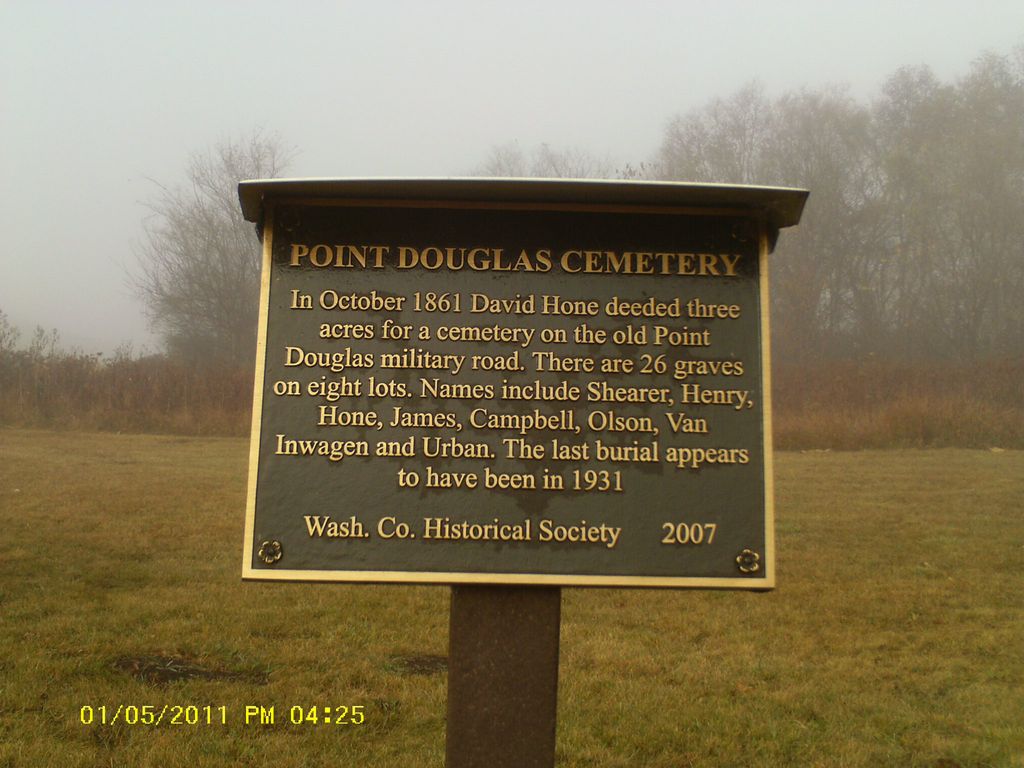 POINT DOUGLAS CEMETERY
In October 1861 David Hone deeded three
acres for a cemetery on the old Point
Douglas military road. There are 26 graves
on eight lots. Names include Shearer, Henry,
Hone, James, Campbell, Olson, Van
Inwagen and Urban. The last burial appears
to have been in 1931
Wash. Co. Historical Society 2007
01/05/2011 PM 04:25